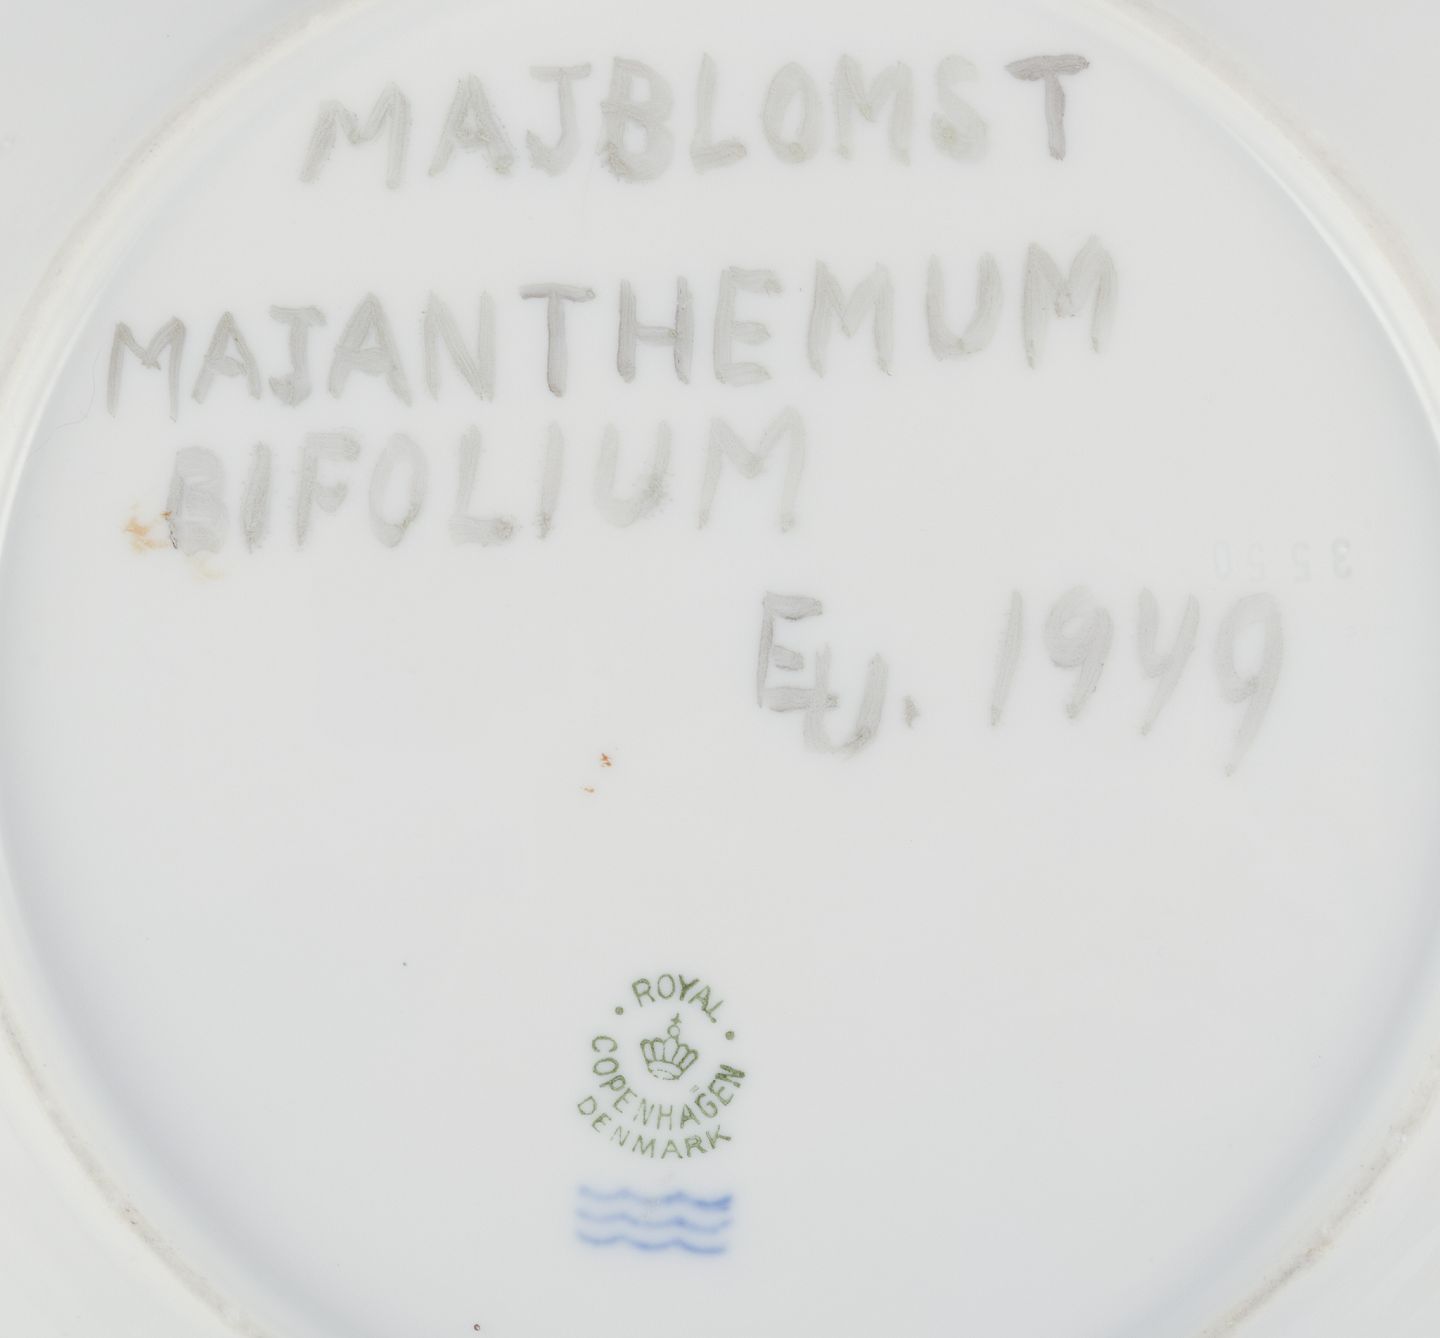 MAJBLOMST
MAJANTHEMUM
BIFOLIUM
3550
EU. 1949
ROYAL
COPENHAGEN
DENMARK